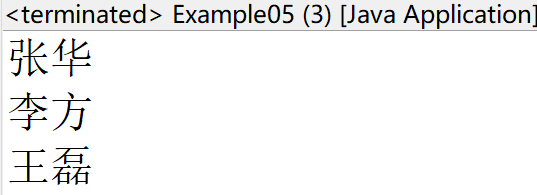 <terminated> Example05 (3) [Java Application]
张华
李方
王磊